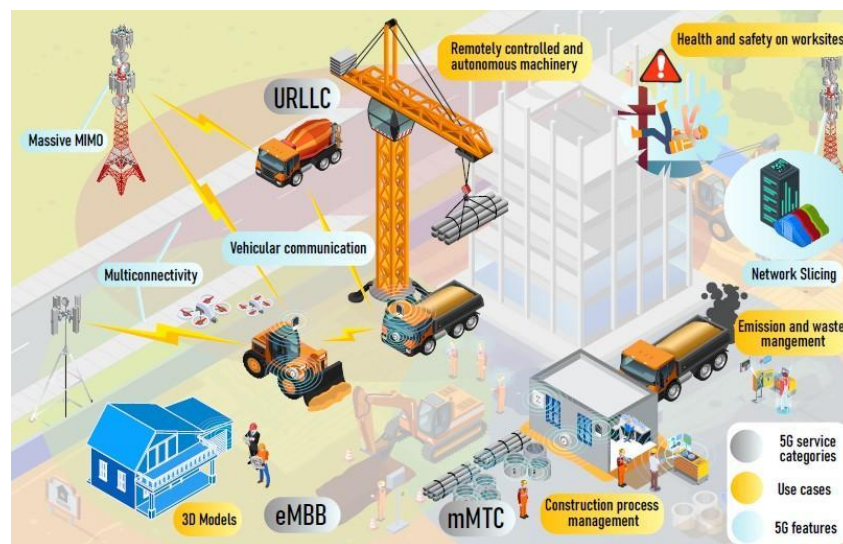 Health and safety on worksites
Remotely controlled and
autonomous machinery
URLLC
Massive MIMO
Vehicular communication
Multiconnectivity
Network Slicing
Emission and waste
mangement
3D Models
eMBB
mMTC
Construction process
management
5G service
categories
Use cases
5G features